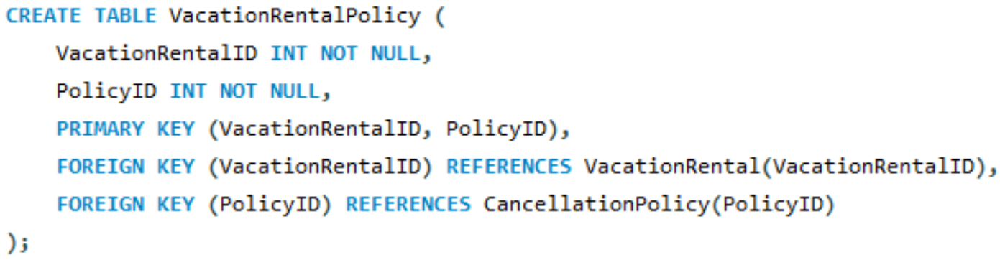 CREATE TABLE VacationRentalPolicy (
    VacationRentalID INT NOT NULL,
    PolicyID INT NOT NULL,
    PRIMARY KEY (VacationRentalID, PolicyID),
    FOREIGN KEY (VacationRentalID) REFERENCES VacationRental(VacationRentalID),
    FOREIGN KEY (PolicyID) REFERENCES CancellationPolicy(PolicyID)
);